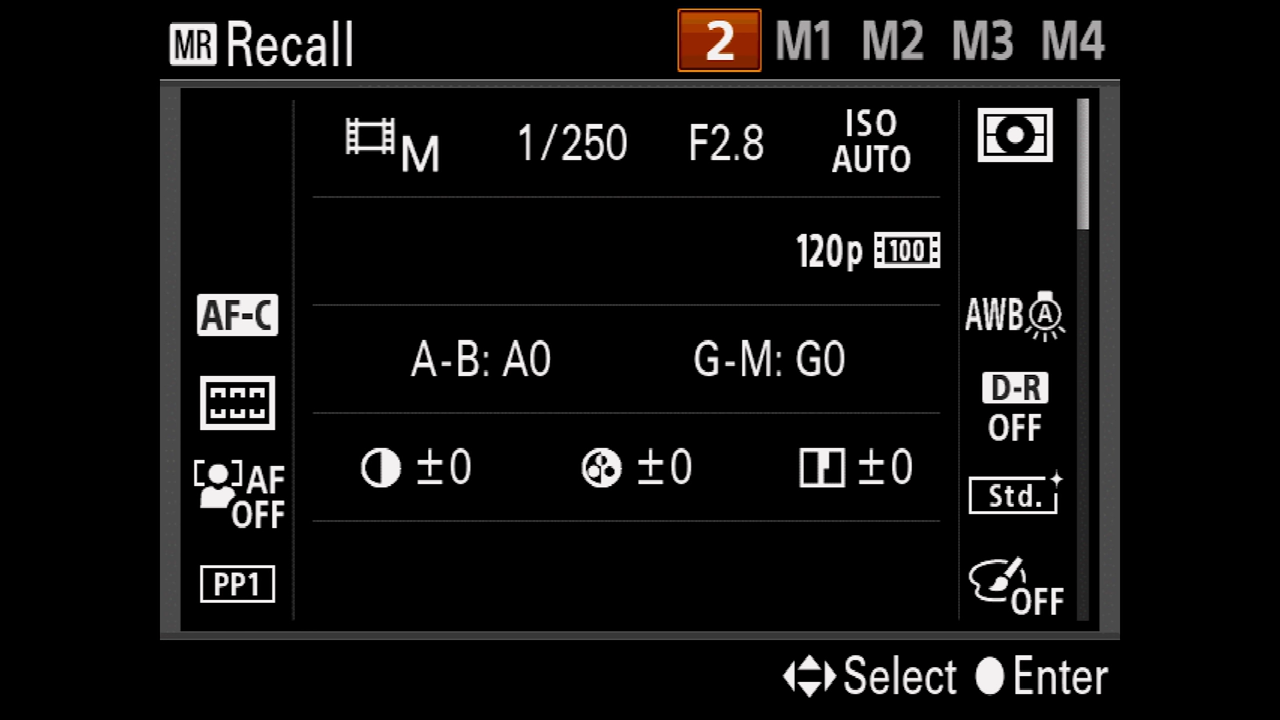 MR Recall 2 M1 M2 M3 M4
M 1/250 F2.8 ISO AUTO
120p 100
AF-C AWB A
A-B: A0 G-M: G0
D-R OFF
±0 ±0 ±0
AF OFF Std.
PP1 OFF
Select Enter